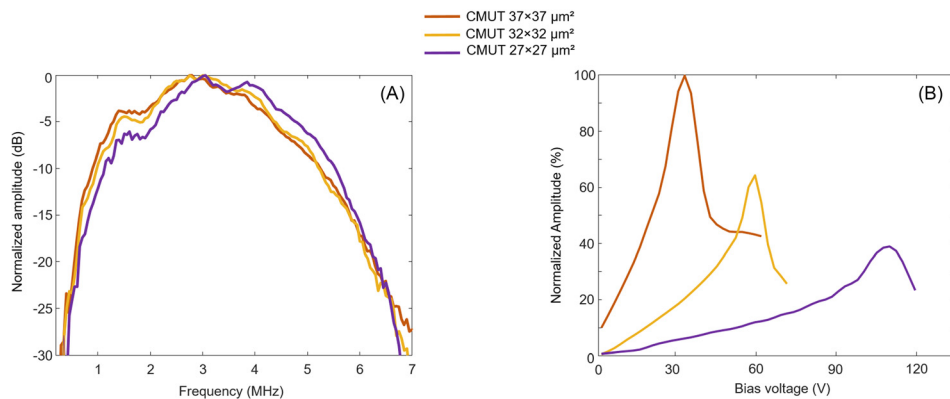 CMUT 37×37 µm²
CMUT 32×32 µm²
CMUT 27×27 µm²
(A)
Normalized amplitude (dB)
0
-5
-10
-15
-20
-25
-30
1 2 3 4 5 6 7
Frequency (MHz)
(B)
Normalized Amplitude (%)
100
80
60
40
20
0
0 30 60 90 120
Bias voltage (V)